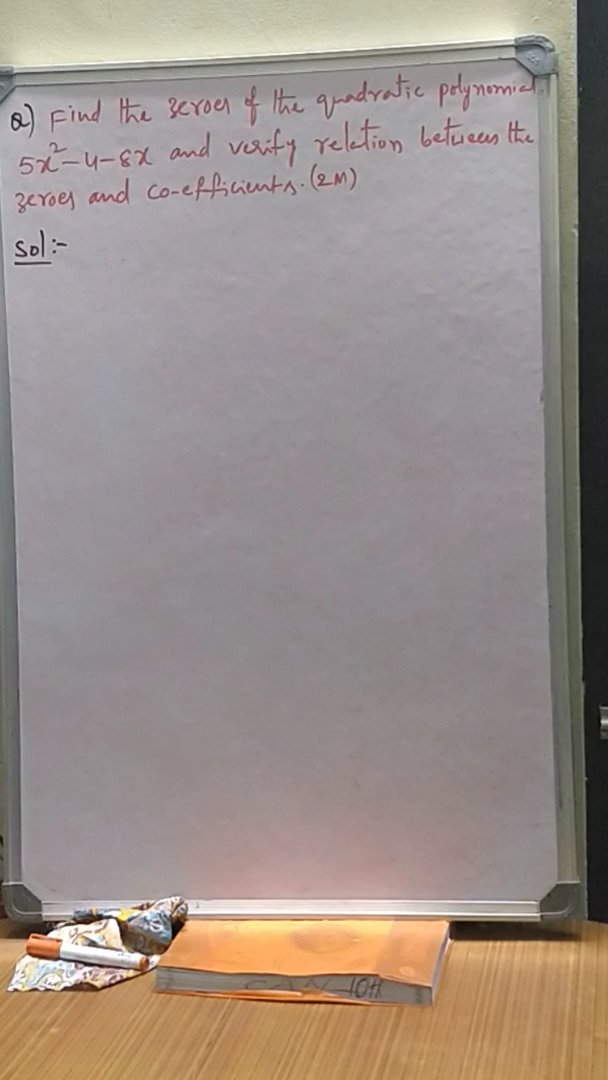 Q) Find the zeroes of the quadratic polynomial
5x²-4-8x and verify relation between the
zeroes and co-efficients. (2M)
Sol:-
10th